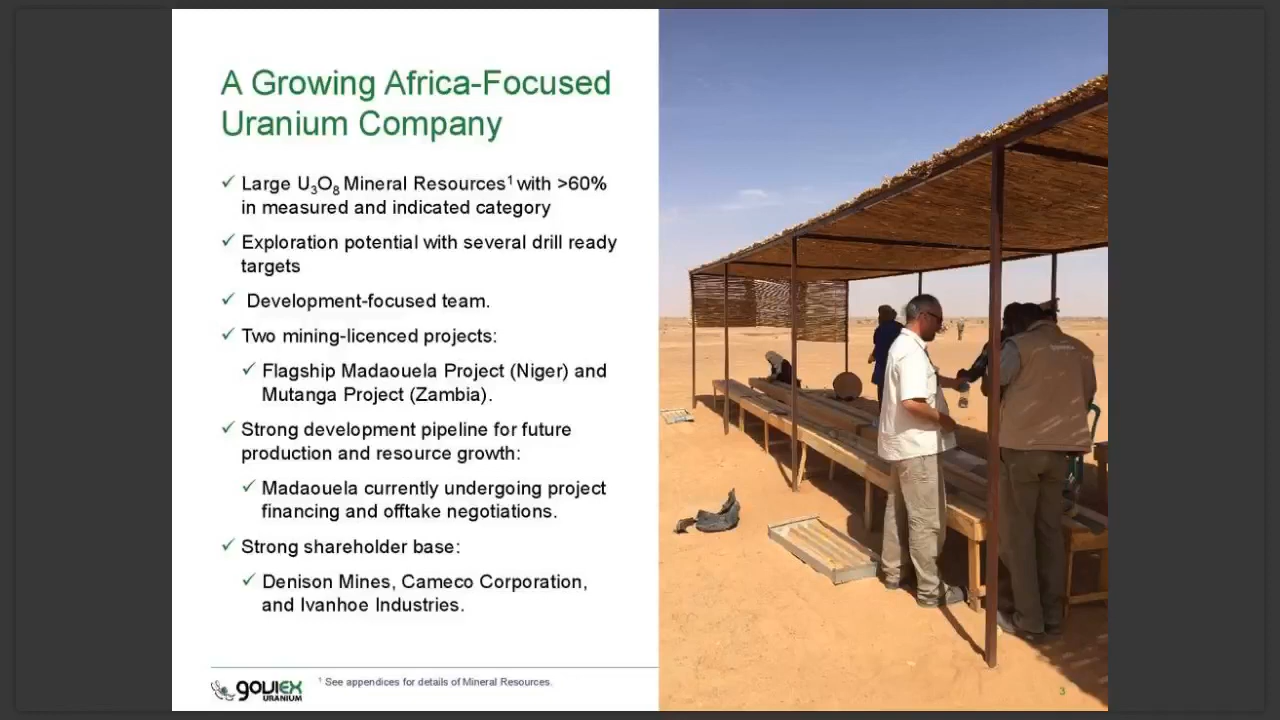 A Growing Africa-Focused
Uranium Company
✓ Large U₃O₈ Mineral Resources¹ with >60%
in measured and indicated category
✓ Exploration potential with several drill ready
targets
✓ Development-focused team.
✓ Two mining-licenced projects:
✓ Flagship Madaouela Project (Niger) and
Mutanga Project (Zambia).
✓ Strong development pipeline for future
production and resource growth:
✓ Madaouela currently undergoing project
financing and offtake negotiations.
✓ Strong shareholder base:
✓ Denison Mines, Cameco Corporation,
and Ivanhoe Industries.
GOVIEX
URANIUM
¹ See appendices for details of Mineral Resources.
3